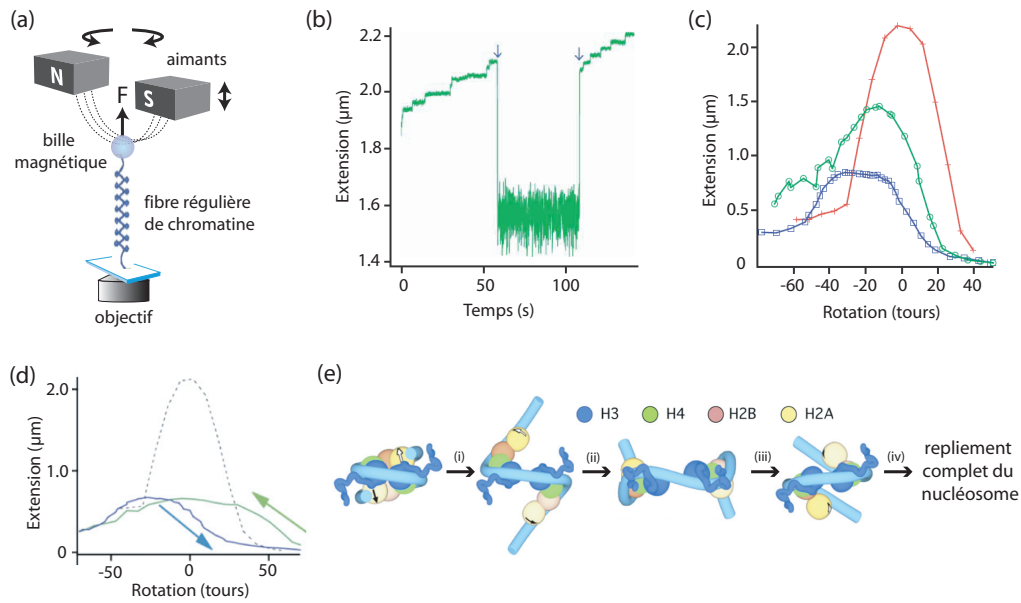 (a)
aimants
N
S
F
bille
magnétique
fibre régulière
de chromatine
objectif
(b)
Extension (μm)
2.2
2.0
1.8
1.6
1.4
0
50
100
Temps (s)
(c)
Extension (μm)
2.0
1.5
1.0
0.5
0
-60
-40
-20
0
20
40
Rotation (tours)
(d)
Extension (μm)
2.0
1.0
0
-50
0
50
Rotation (tours)
(e)
H3
H4
H2B
H2A
(i)
(ii)
(iii)
(iv)
repliement
complet du
nucléosome